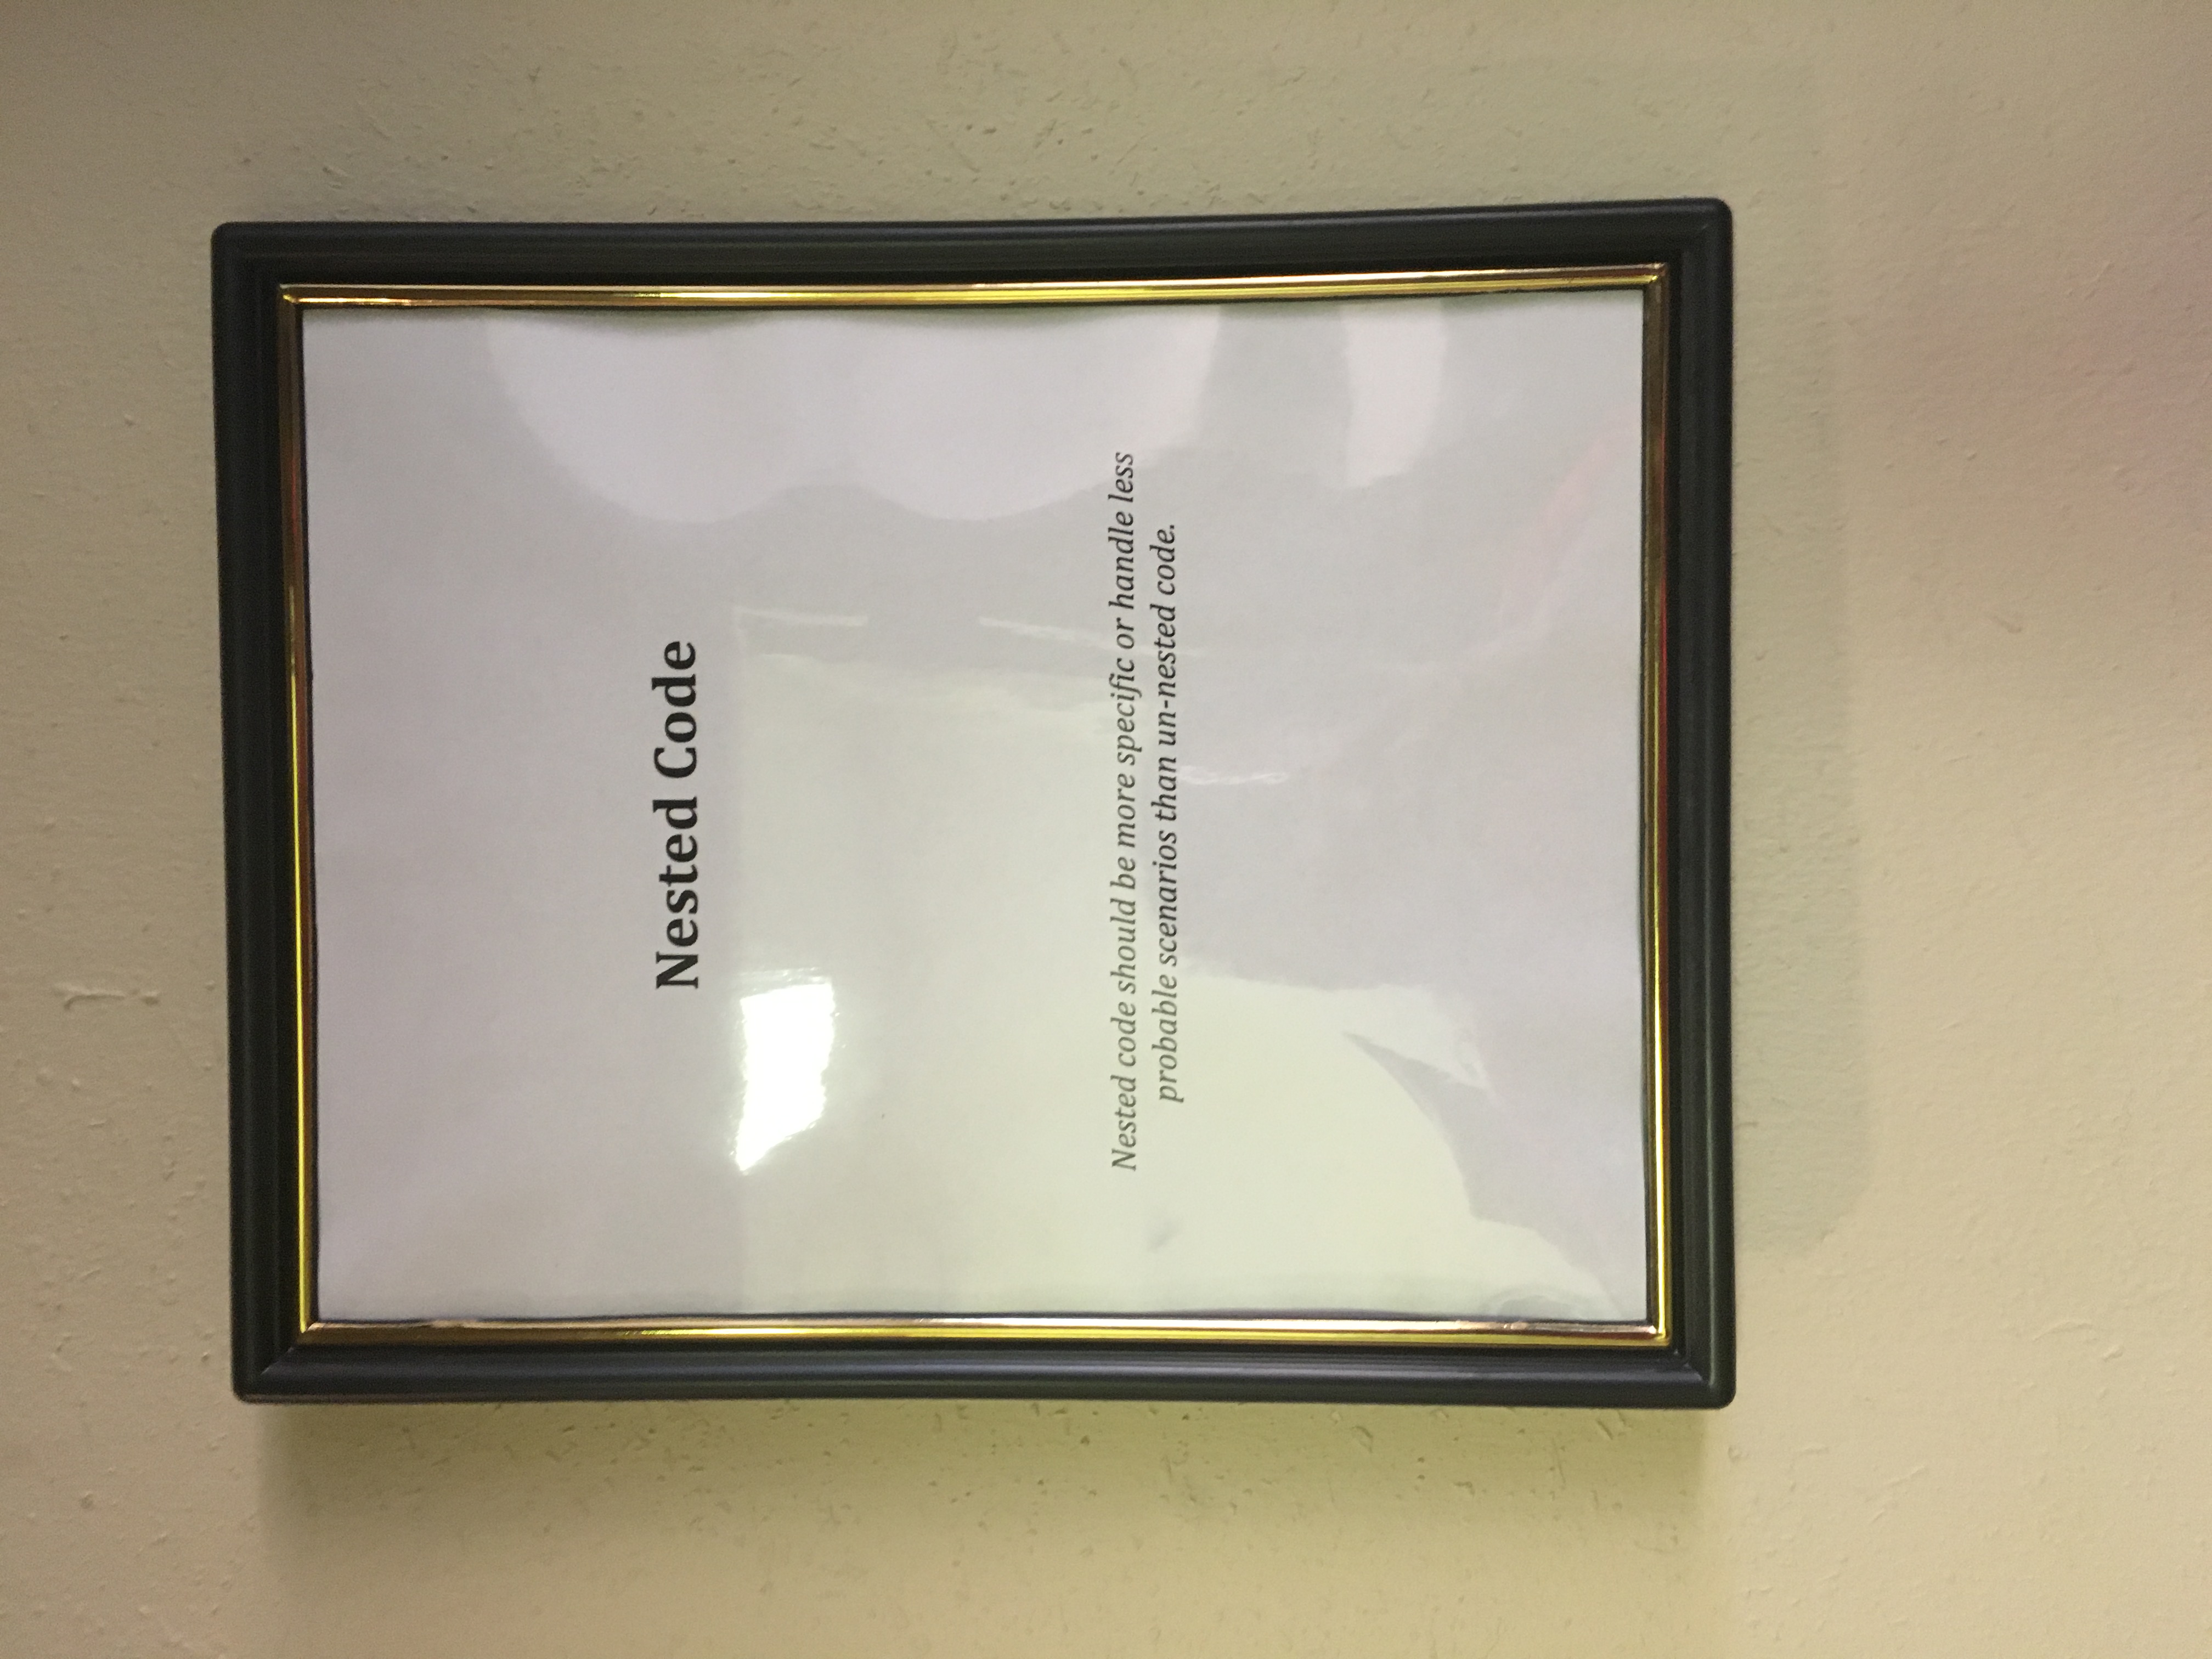 Nested Code
Nested code should be more specific or handle less
probable scenarios than un-nested code.